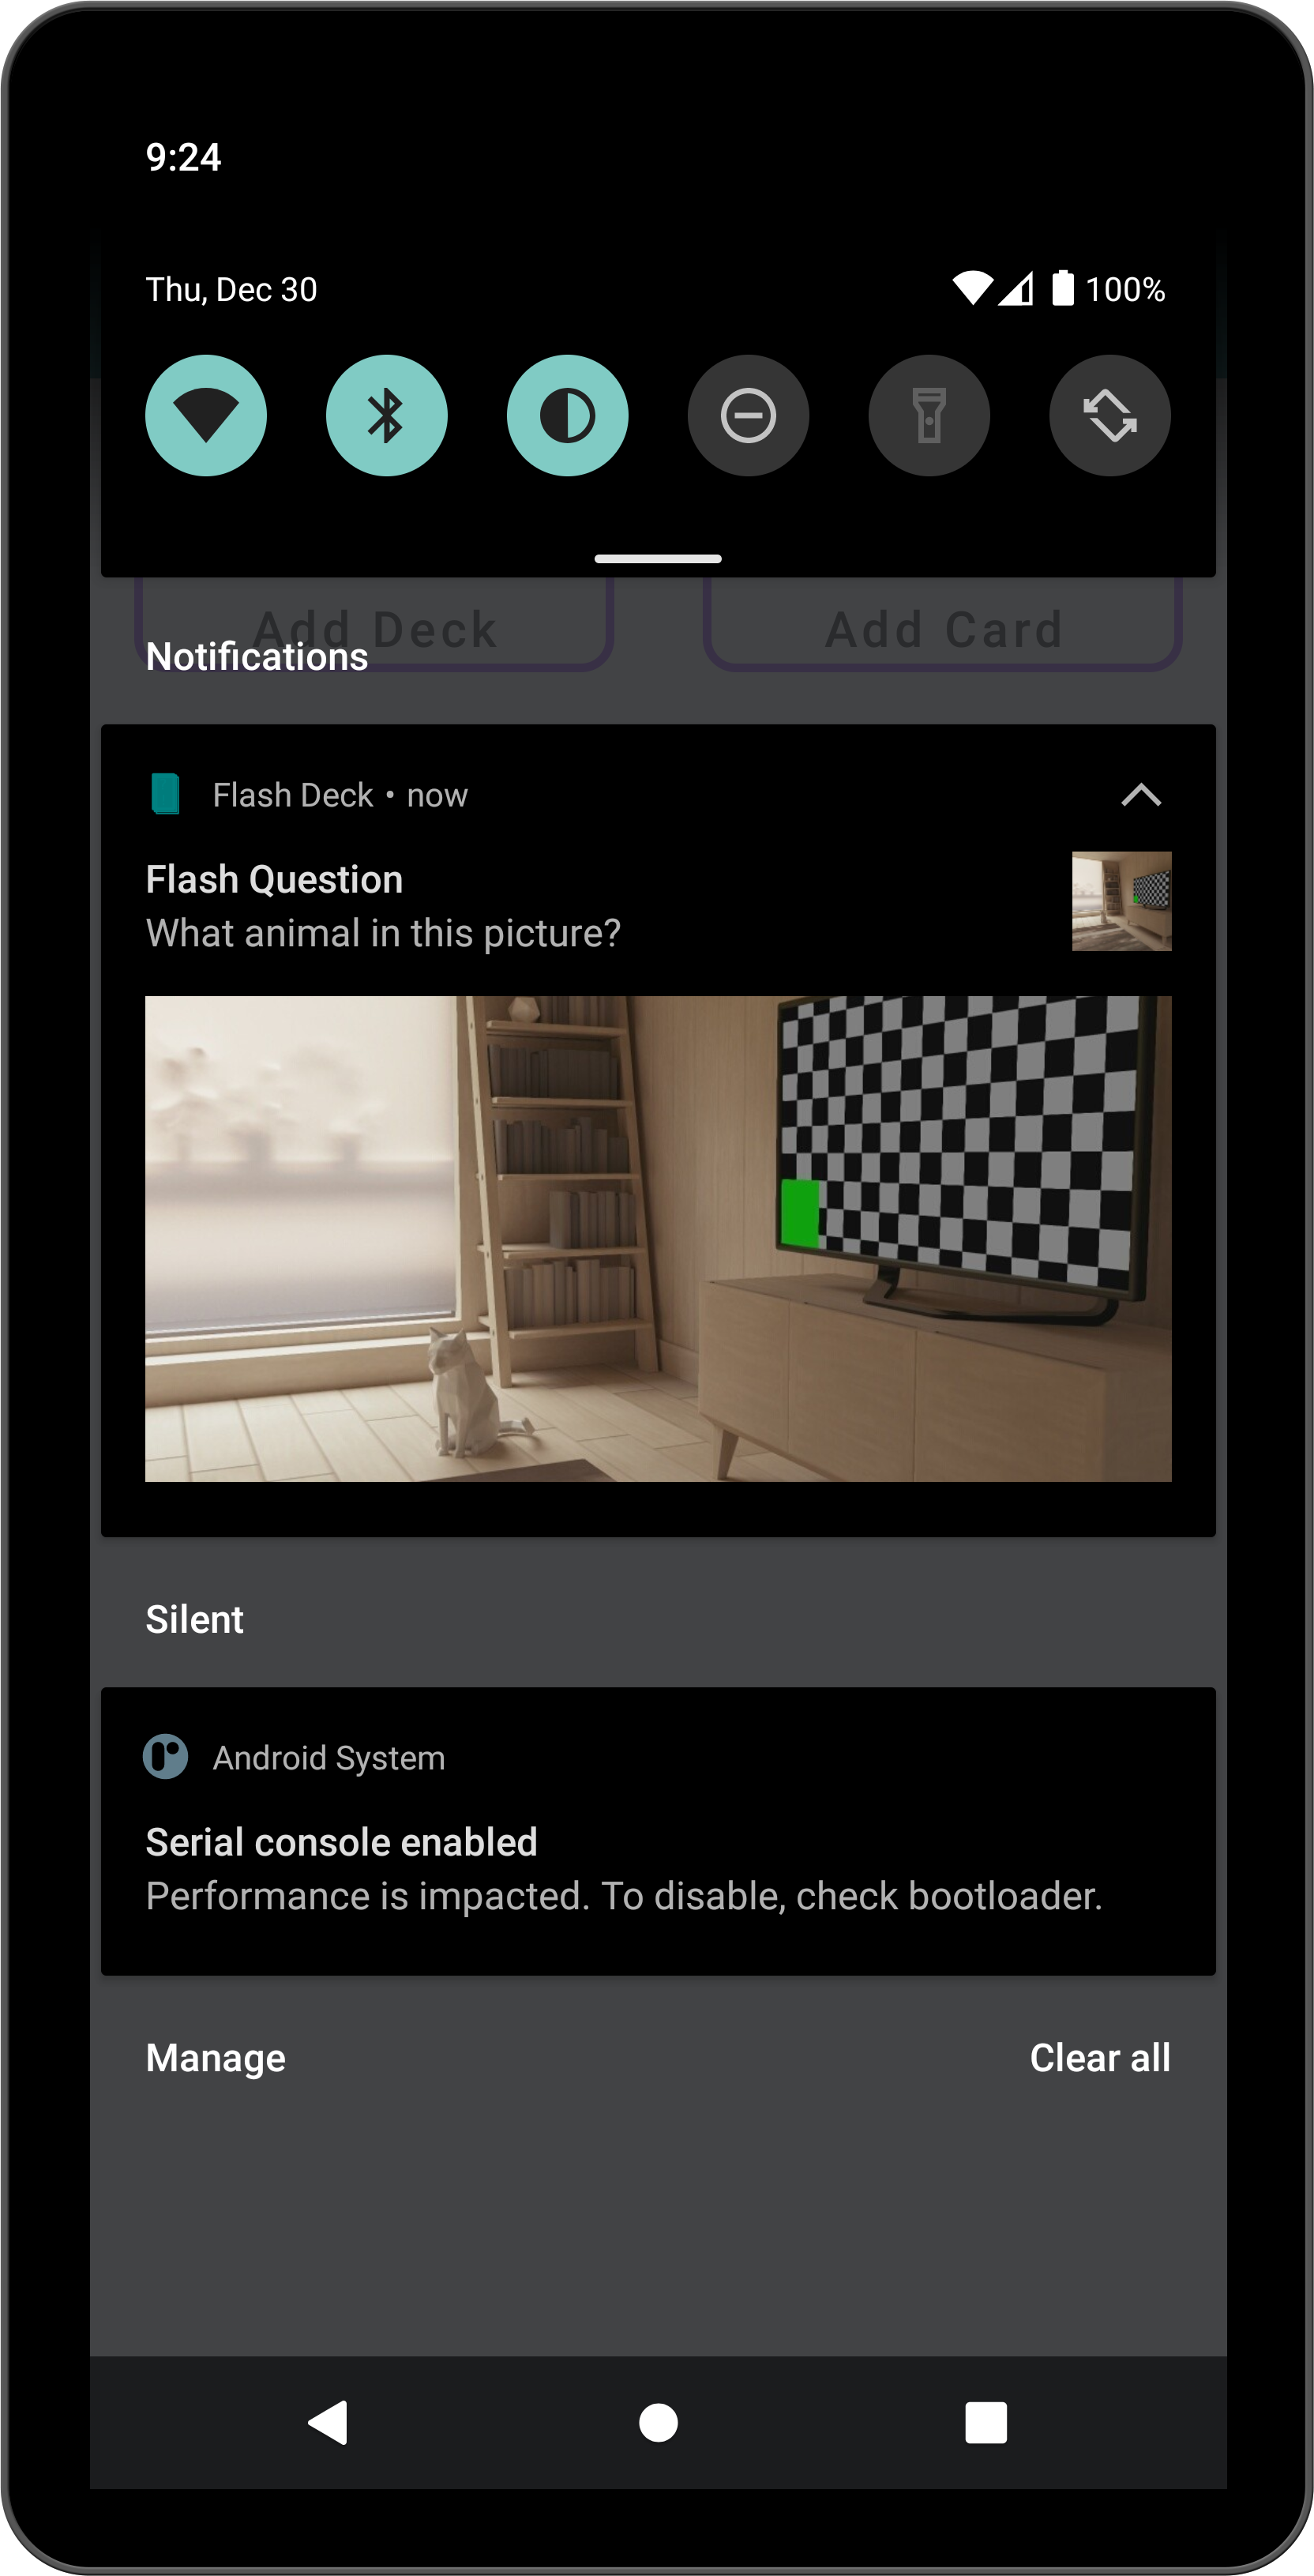 9:24
Thu, Dec 30
100%
Add Deck
Add Card
Notifications
Flash Deck • now
Flash Question
What animal in this picture?
Silent
Android System
Serial console enabled
Performance is impacted. To disable, check bootloader.
Manage
Clear all